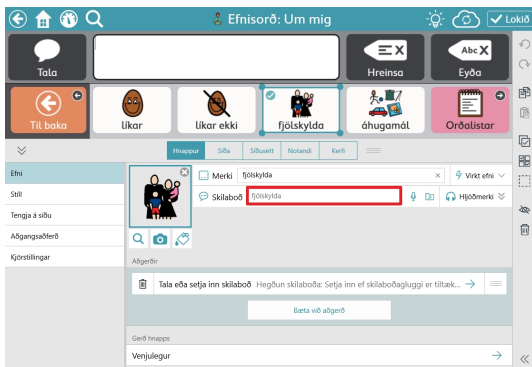 Efnisorð: Um mig
Lokið
Tala
X
Hreinsa
Abc X
Eyða
Til baka
líkar
líkar ekki
fjölskylda
áhugamál
Orðalistar
Hnappur Síða Síðusett Notandi Kerfi
Efni
Merki fjölskylda
Virkt efni
Still
Skilaboð fjölskylda
Hljóðmerki
Tengja á síðu
Aðgangsaðferð
Kjörstillingar
Aðgerðir
Tala eða setja inn skilaboð Hegðun skilaboða: Setja inn ef skilaboðagluggi er tiltæk...
Bæta við aðgerð
Gerð hnapps
Venjulegur